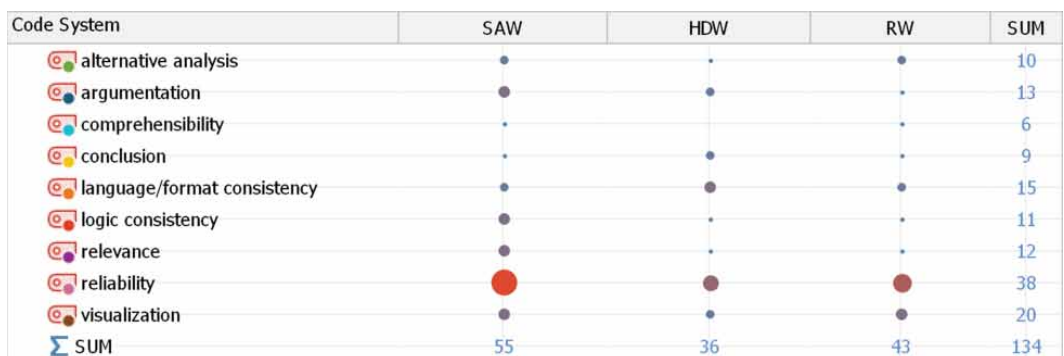 Code System SAW HDW RW SUM
alternative analysis 10
argumentation 13
comprehensibility 6
conclusion 9
language/format consistency 15
logic consistency 11
relevance 12
reliability 38
visualization 20
Σ SUM 55 36 43 134